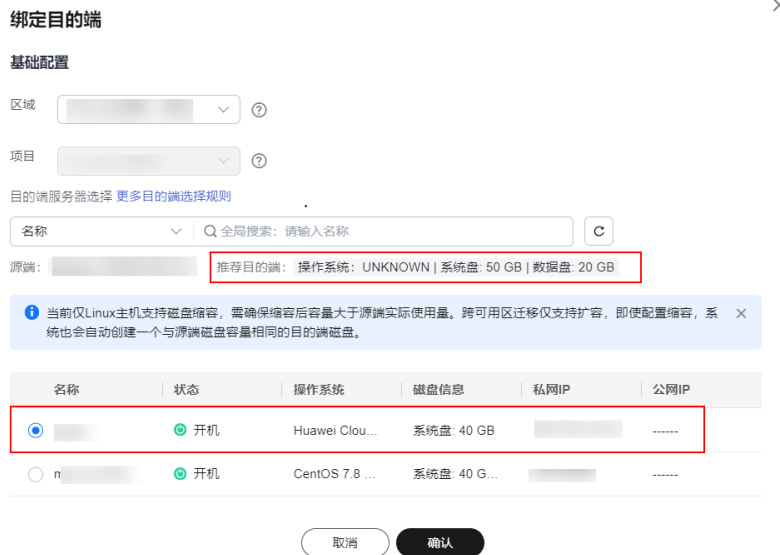 绑定目的端
基础配置
区域
项目
目的端服务器选择 更多目的端选择规则
名称 全局搜索：请输入名称
源端： 推荐目的端： 操作系统：UNKNOWN | 系统盘: 50 GB | 数据盘: 20 GB
当前仅Linux主机支持磁盘缩容，需确保缩容后容量大于源端实际使用量。跨可用区迁移仅支持扩容，即使配置缩容，系
统也会自动创建一个与源端磁盘容量相同的目的端磁盘。
名称 状态 操作系统 磁盘信息 私网IP 公网IP
开机 Huawei Clou... 系统盘: 40 GB ------
开机 CentOS 7.8 ... 系统盘: 40 G... ------
取消 确认